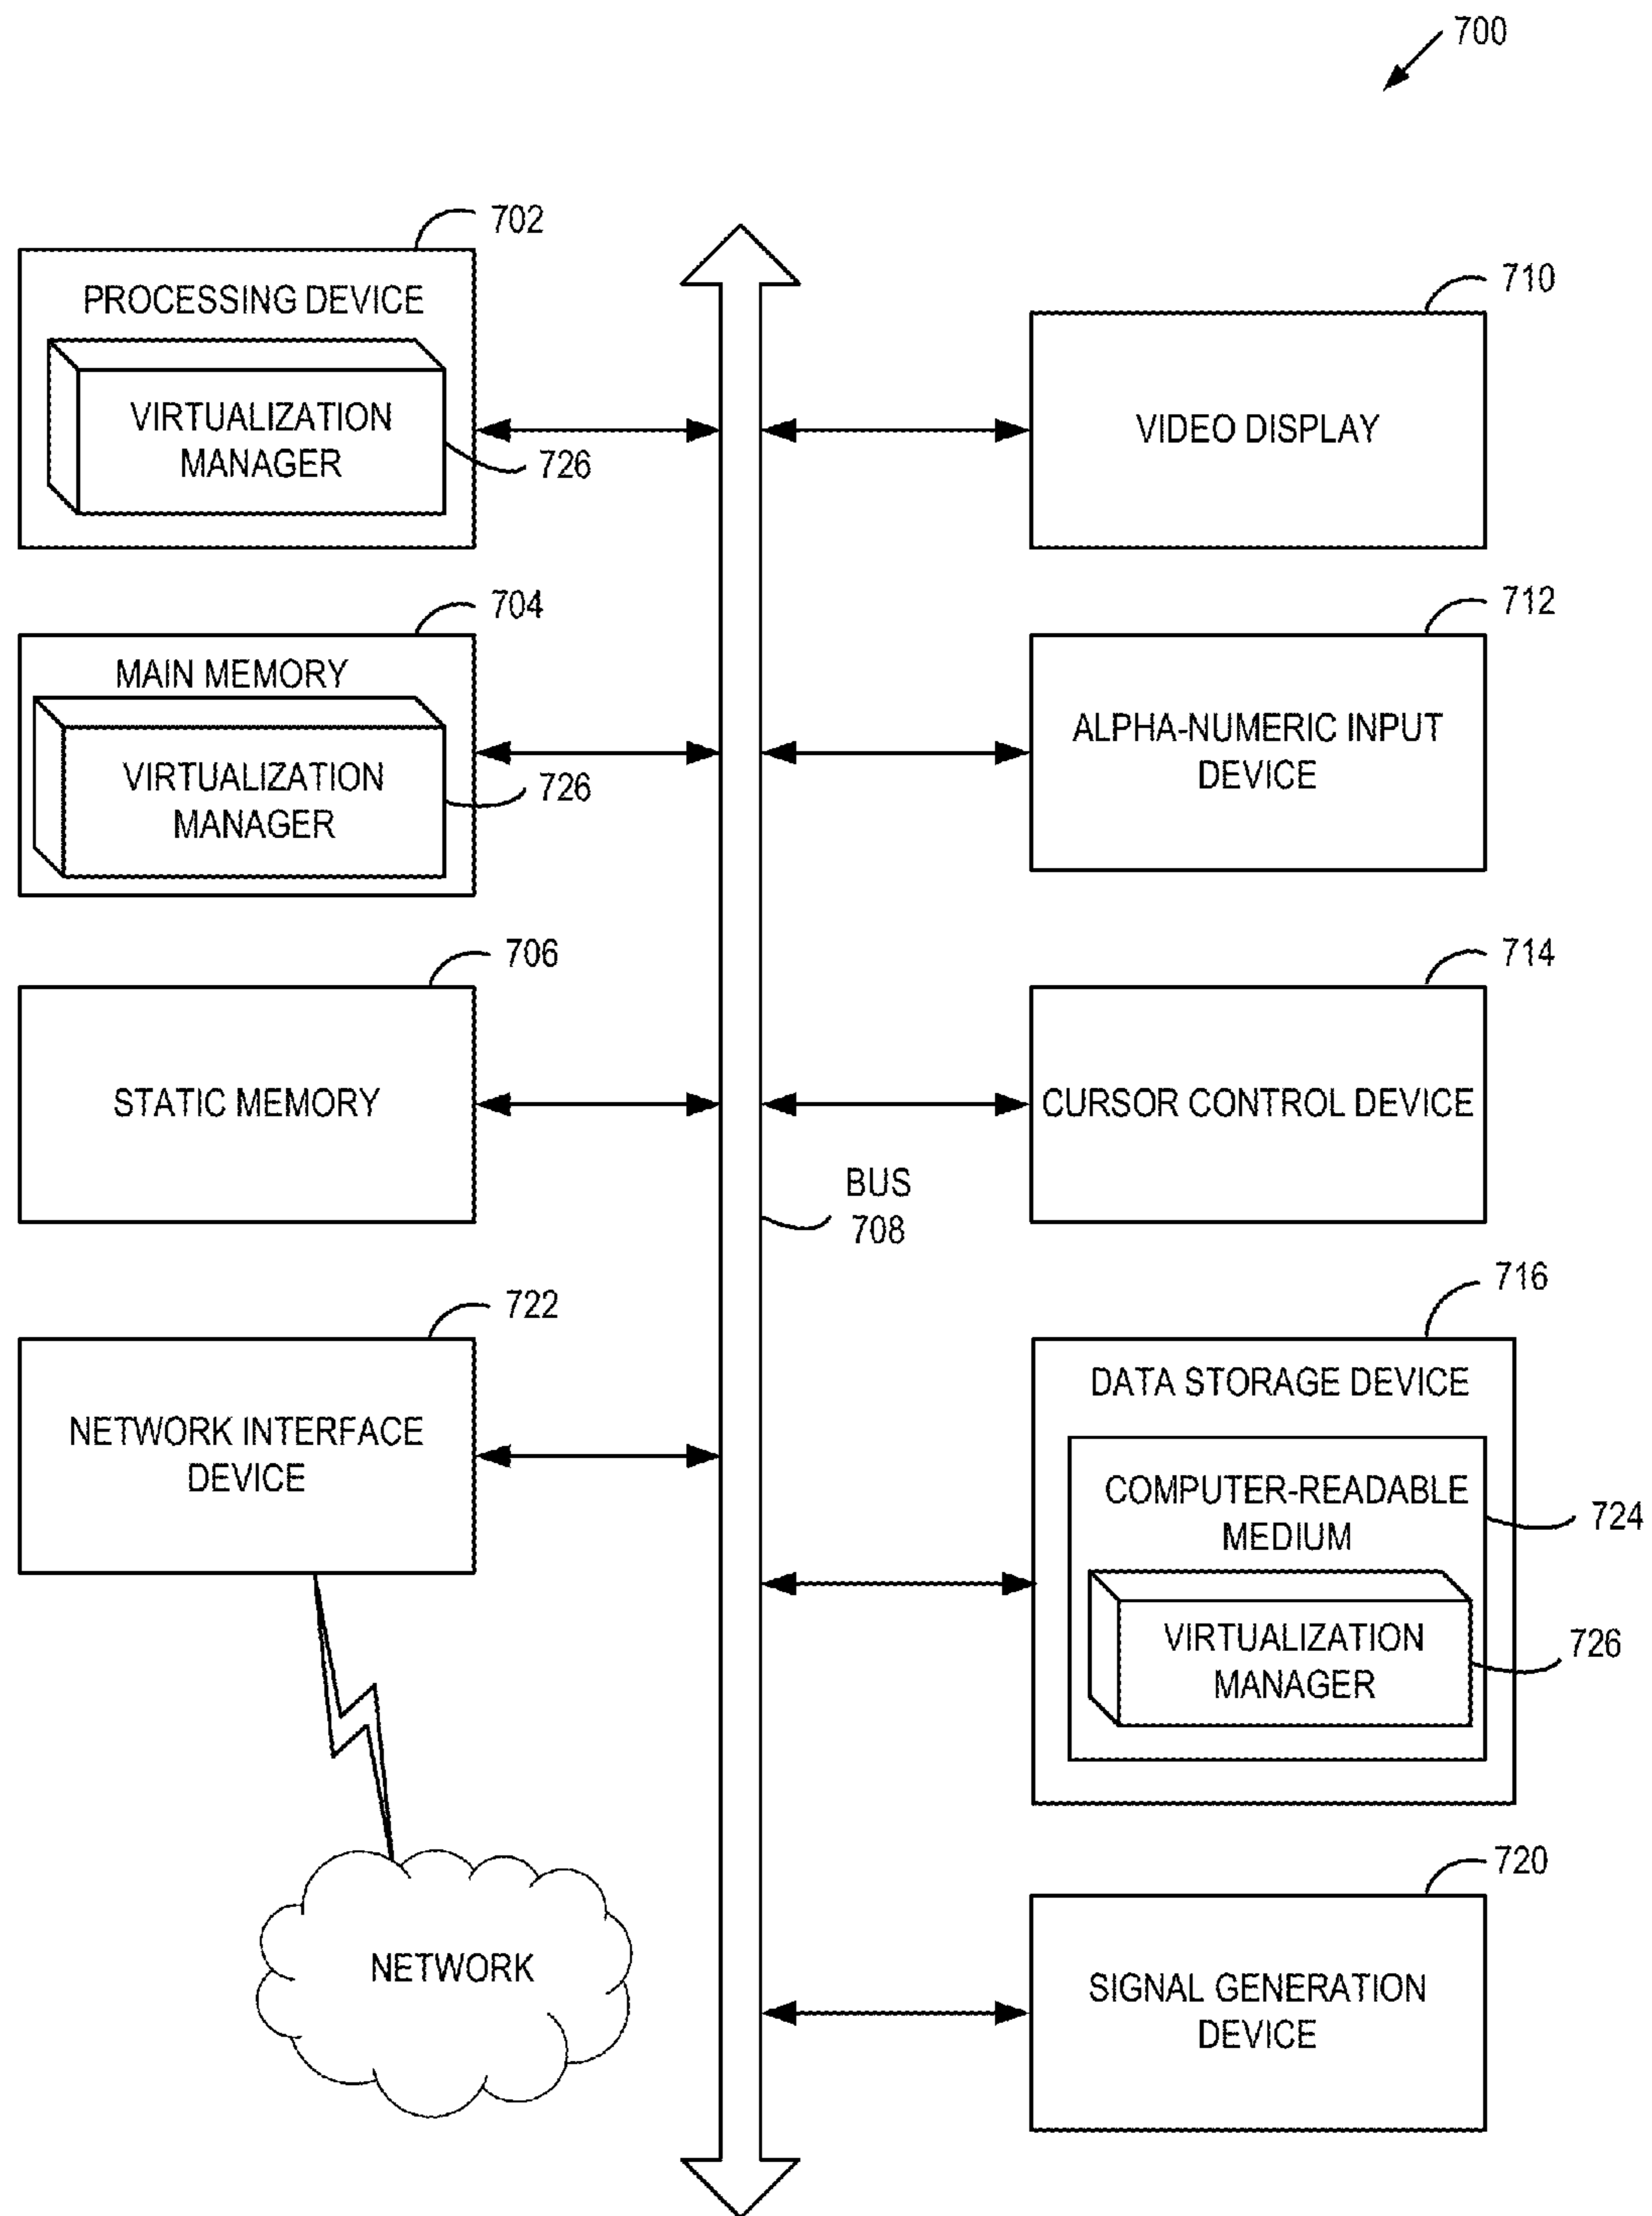 700
702
PROCESSING DEVICE
VIRTUALIZATION
MANAGER
726
704
MAIN MEMORY
VIRTUALIZATION
MANAGER
726
706
STATIC MEMORY
722
NETWORK INTERFACE
DEVICE
NETWORK
BUS
708
710
VIDEO DISPLAY
712
ALPHA-NUMERIC INPUT
DEVICE
714
CURSOR CONTROL DEVICE
716
DATA STORAGE DEVICE
COMPUTER-READABLE
MEDIUM
724
VIRTUALIZATION
MANAGER
726
720
SIGNAL GENERATION
DEVICE